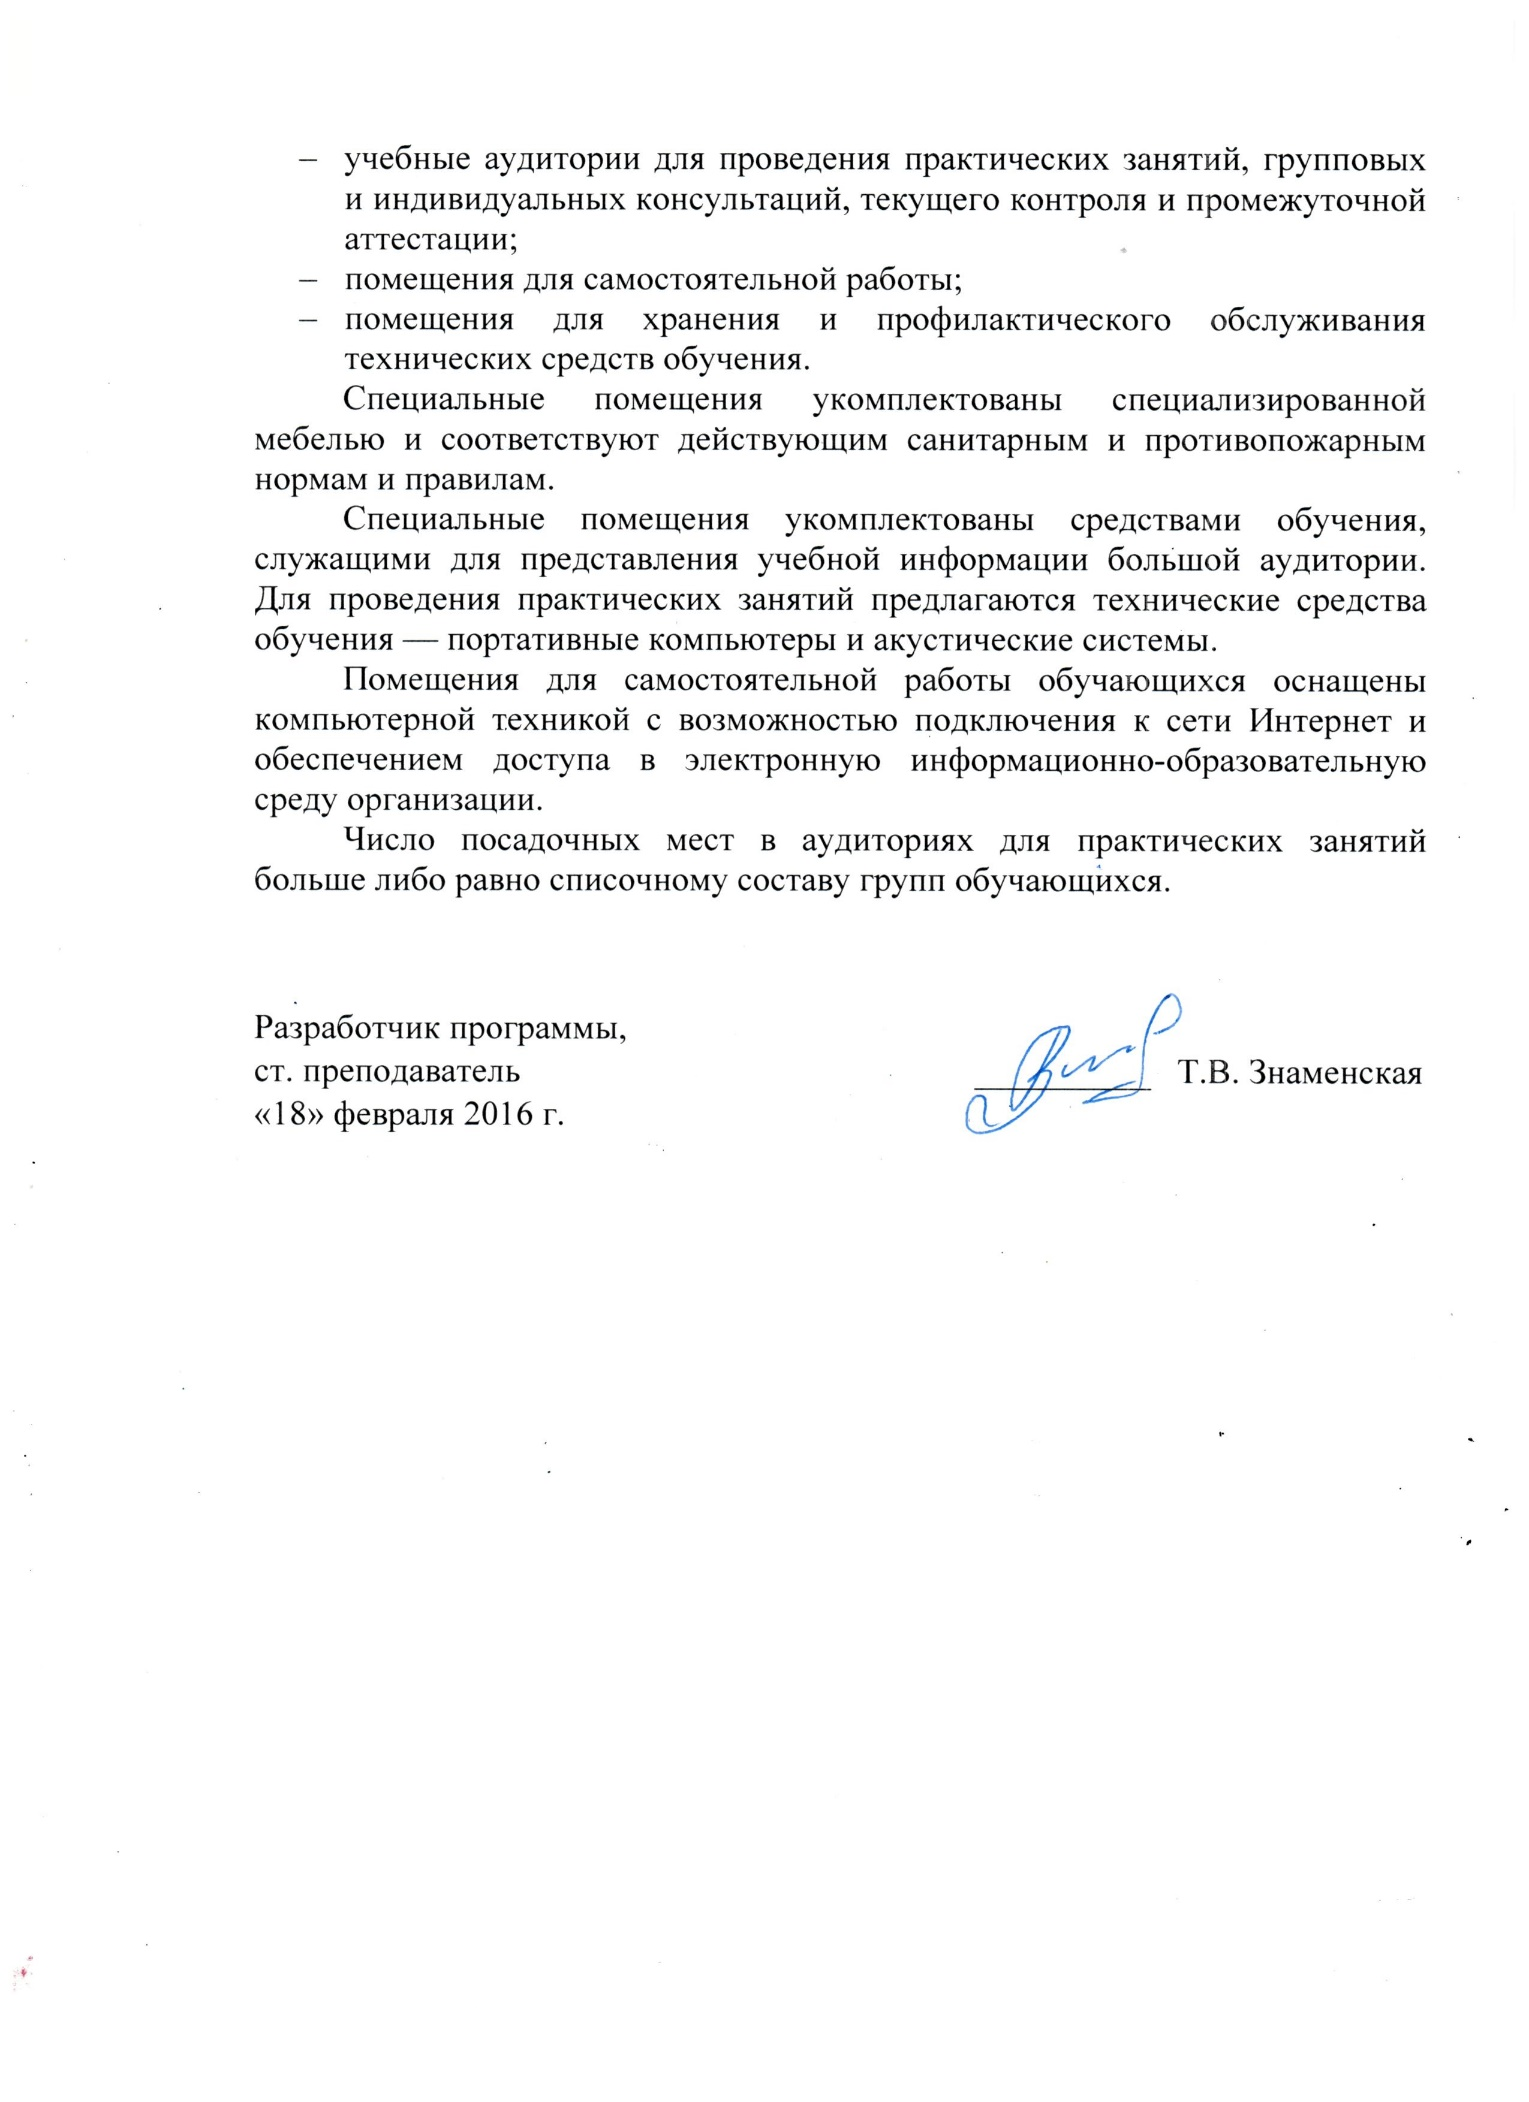 – учебные аудитории для проведения практических занятий, групповых
и индивидуальных консультаций, текущего контроля и промежуточной
аттестации;
– помещения для самостоятельной работы;
– помещения для хранения и профилактического обслуживания
технических средств обучения.
Специальные помещения укомплектованы специализированной
мебелью и соответствуют действующим санитарным и противопожарным
нормам и правилам.
Специальные помещения укомплектованы средствами обучения,
служащими для представления учебной информации большой аудитории.
Для проведения практических занятий предлагаются технические средства
обучения — портативные компьютеры и акустические системы.
Помещения для самостоятельной работы обучающихся оснащены
компьютерной техникой с возможностью подключения к сети Интернет и
обеспечением доступа в электронную информационно-образовательную
среду организации.
Число посадочных мест в аудиториях для практических занятий
больше либо равно списочному составу групп обучающихся.
Разработчик программы,
ст. преподаватель Т.В. Знаменская
«18» февраля 2016 г.